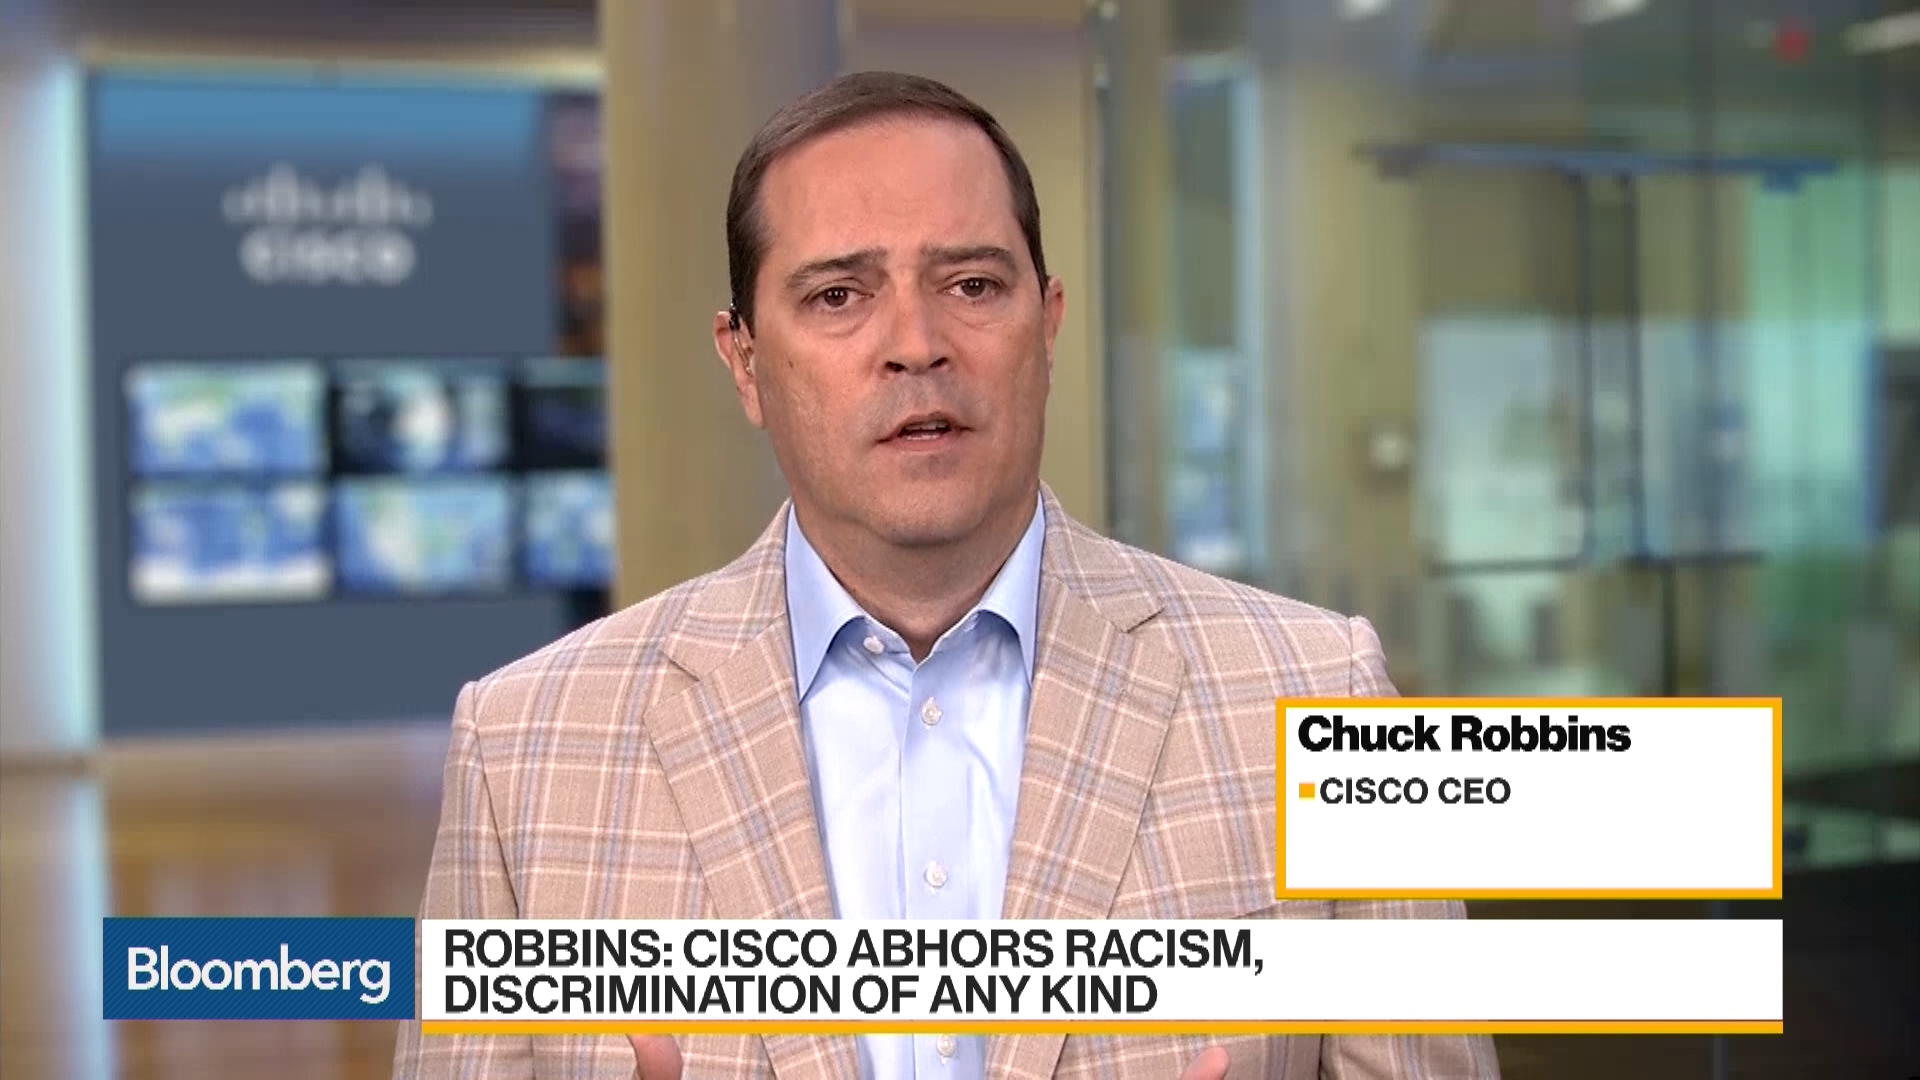 CISCO
Chuck Robbins
CISCO CEO
Bloomberg
ROBBINS: CISCO ABHORS RACISM,
DISCRIMINATION OF ANY KIND